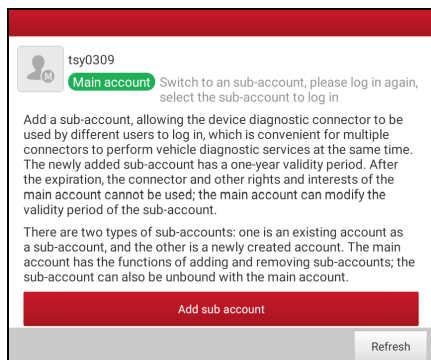 tsy0309
M
Main account Switch to an sub-account, please log in again,
select the sub-account to log in
Add a sub-account, allowing the device diagnostic connector to be
used by different users to log in, which is convenient for multiple
connectors to perform vehicle diagnostic services at the same time.
The newly added sub-account has a one-year validity period. After
the expiration, the connector and other rights and interests of the
main account cannot be used; the main account can modify the
validity period of the sub-account.
There are two types of sub-accounts: one is an existing account as
a sub-account, and the other is a newly created account. The main
account has the functions of adding and removing sub-accounts; the
sub-account can also be unbound with the main account.
Add sub account
Refresh